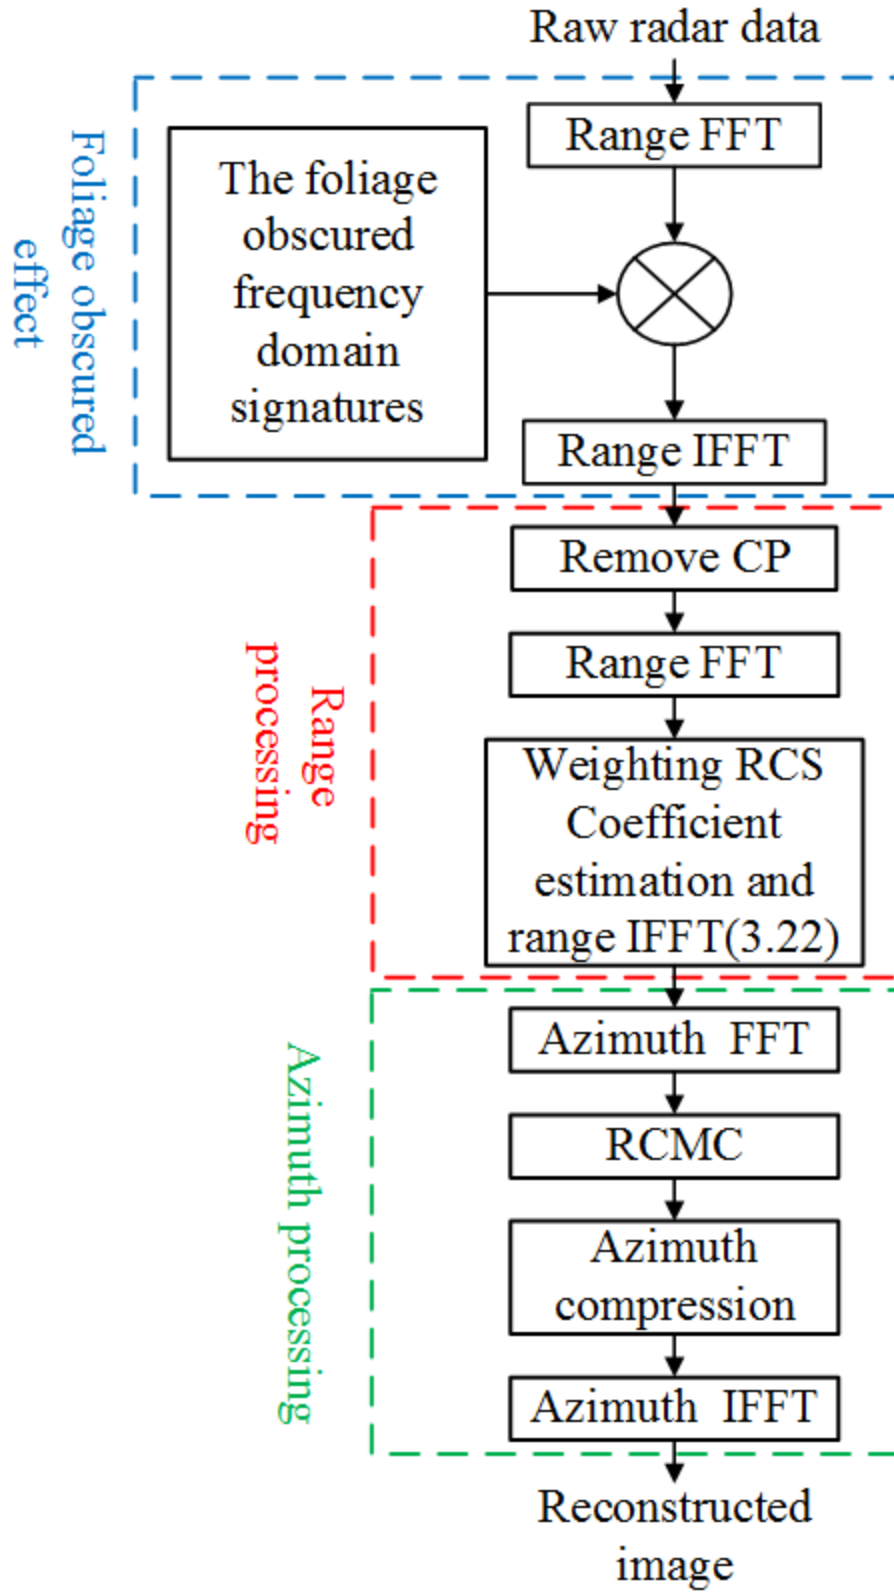 Raw radar data
Foliage obscured
effect
Range FFT
The foliage
obscured
frequency
domain
signatures
Range IFFT
Range
processing
Remove CP
Range FFT
Weighting RCS
Coefficient
estimation and
range IFFT(3.22)
Azimuth processing
Azimuth FFT
RCMC
Azimuth
compression
Azimuth IFFT
Reconstructed
image